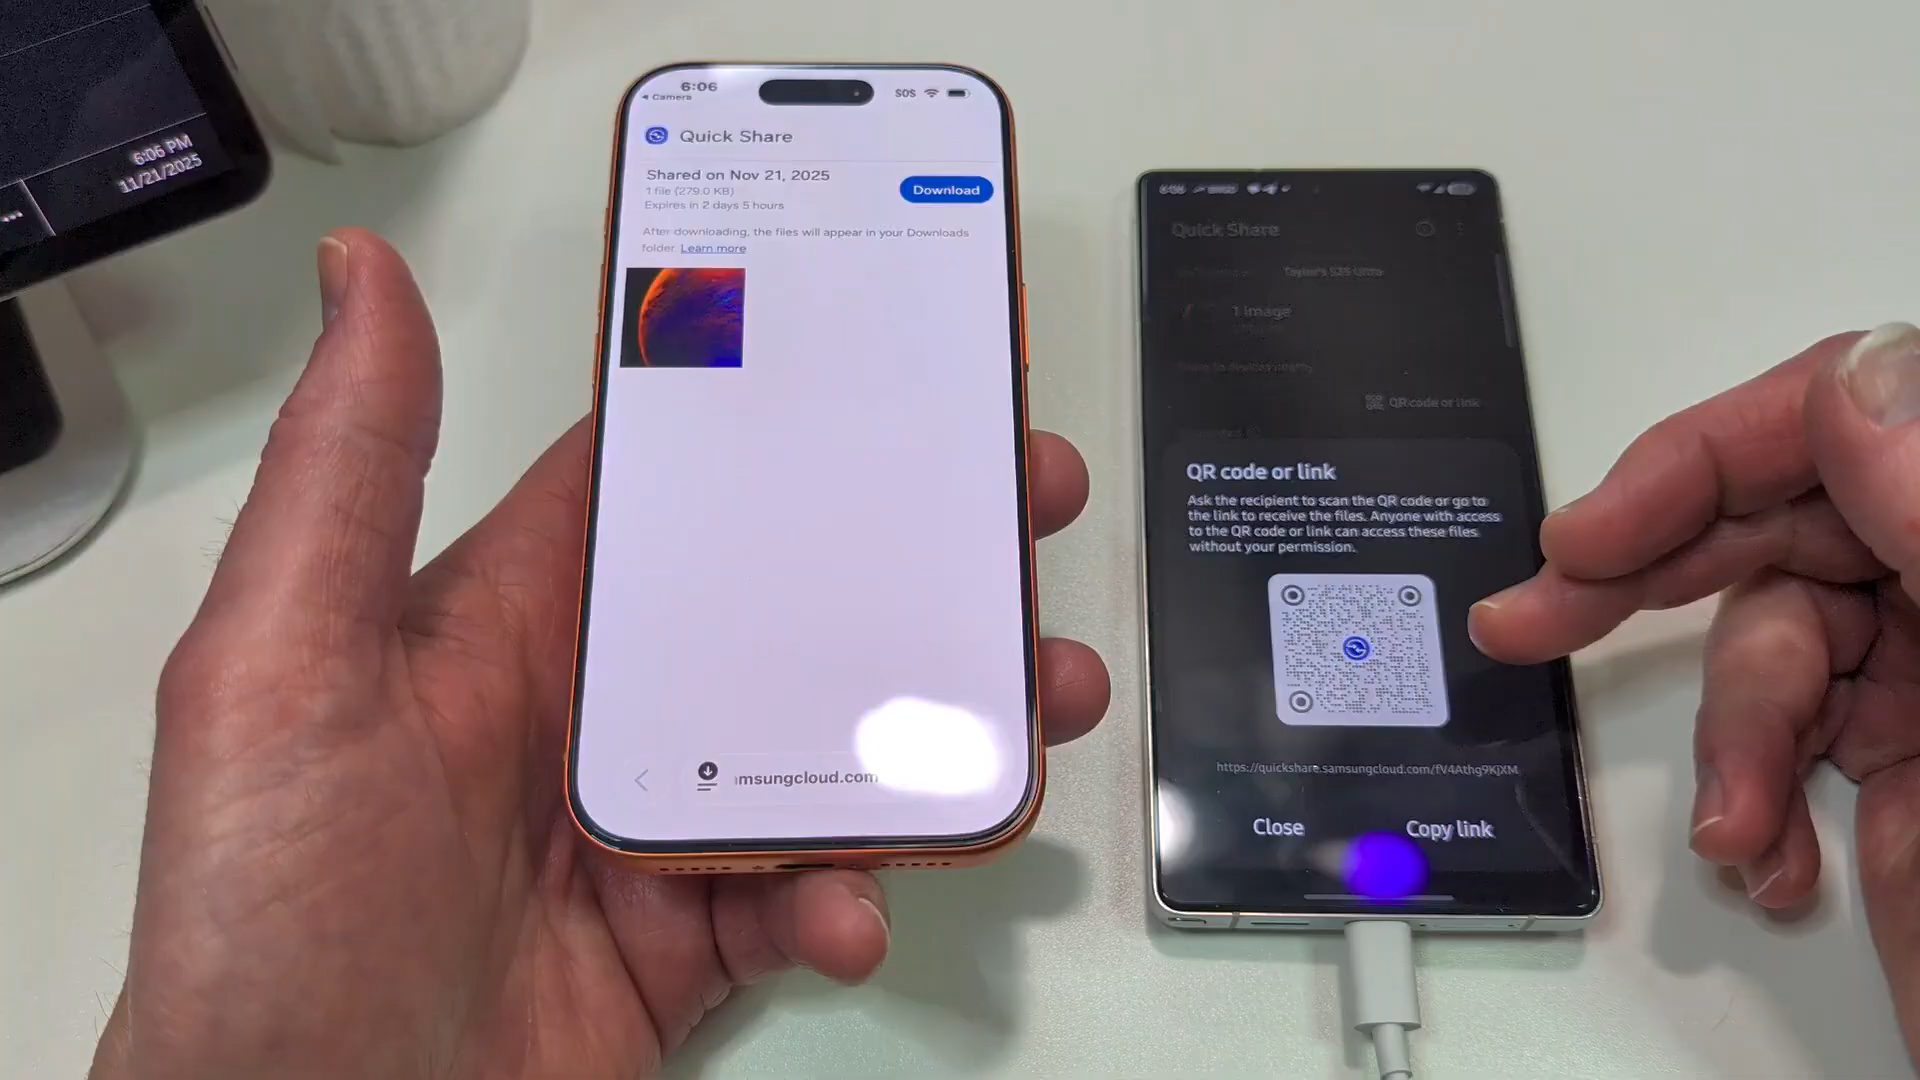 6:06 PM
11/21/2025
...
6:06
SOS
◂ Camera
Quick Share
Shared on Nov 21, 2025
1 file (279.0 KB)
Expires in 2 days 5 hours
Download
After downloading, the files will appear in your Downloads
folder. Learn more
msungcloud.com
Quick Share
Taylor's S25 Ultra
1 image
QR code or link
QR code or link
Ask the recipient to scan the QR code or go to
the link to receive the files. Anyone with access
to the QR code or link can access these files
without your permission.
https://quickshare.samsungcloud.com/fV4Athg9KjXM
Close
Copy link